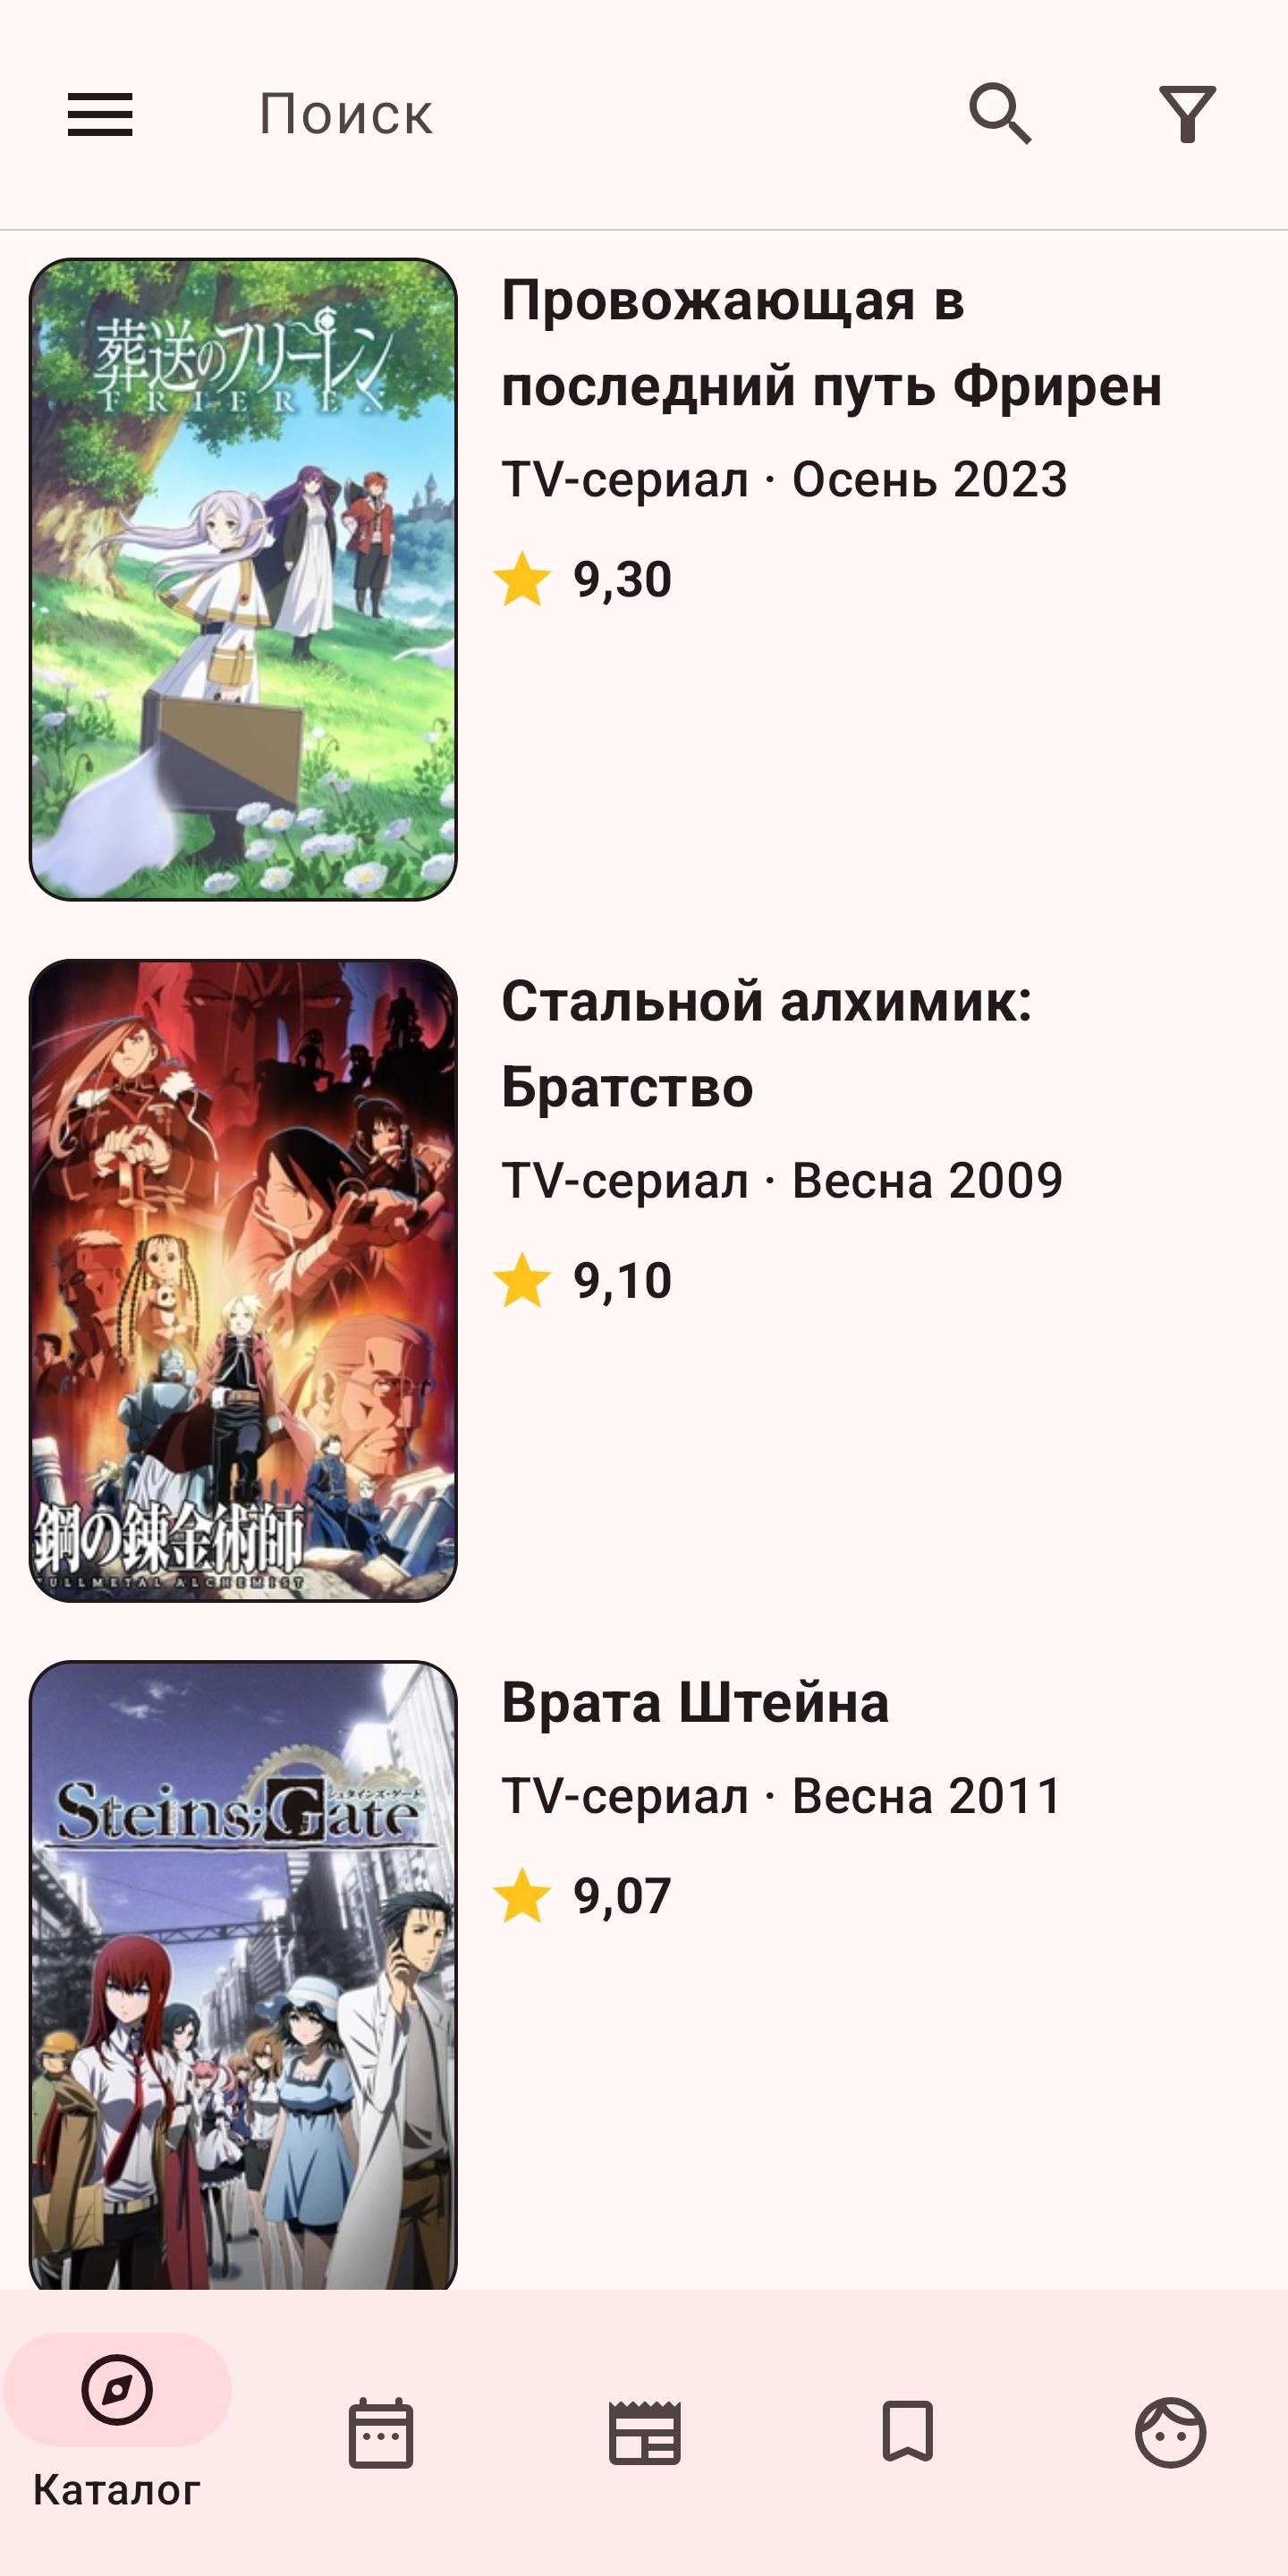 Поиск
葬送のフリーレン
FRIEREN
Провожающая в
последний путь Фрирен
TV-сериал · Осень 2023
9,30
Стальной алхимик:
Братство
TV-сериал · Весна 2009
9,10
鋼の錬金術師
FULLMETAL ALCHEMIST
Врата Штейна
TV-сериал · Весна 2011
9,07
シュタインズ・ゲート
Steins;Gate
Каталог